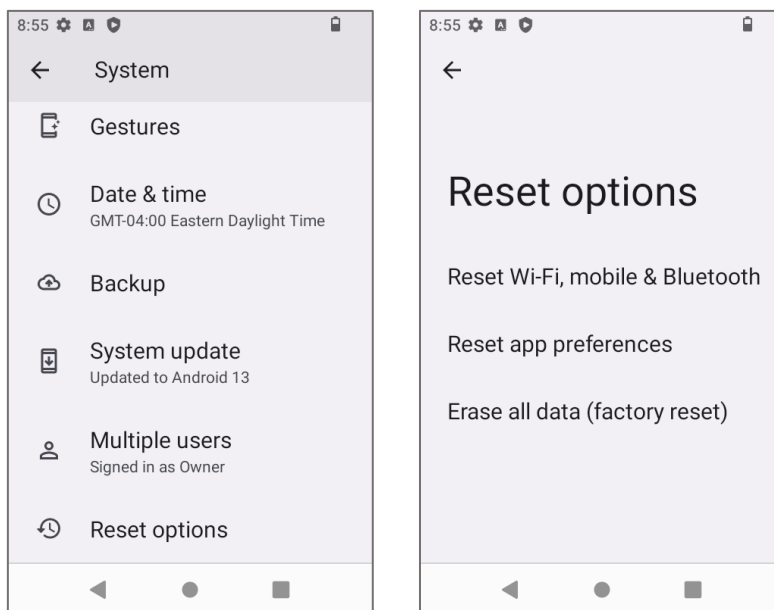 8:55
System
Gestures
Date & time
GMT-04:00 Eastern Daylight Time
Backup
System update
Updated to Android 13
Multiple users
Signed in as Owner
Reset options
8:55
Reset options
Reset Wi-Fi, mobile & Bluetooth
Reset app preferences
Erase all data (factory reset)